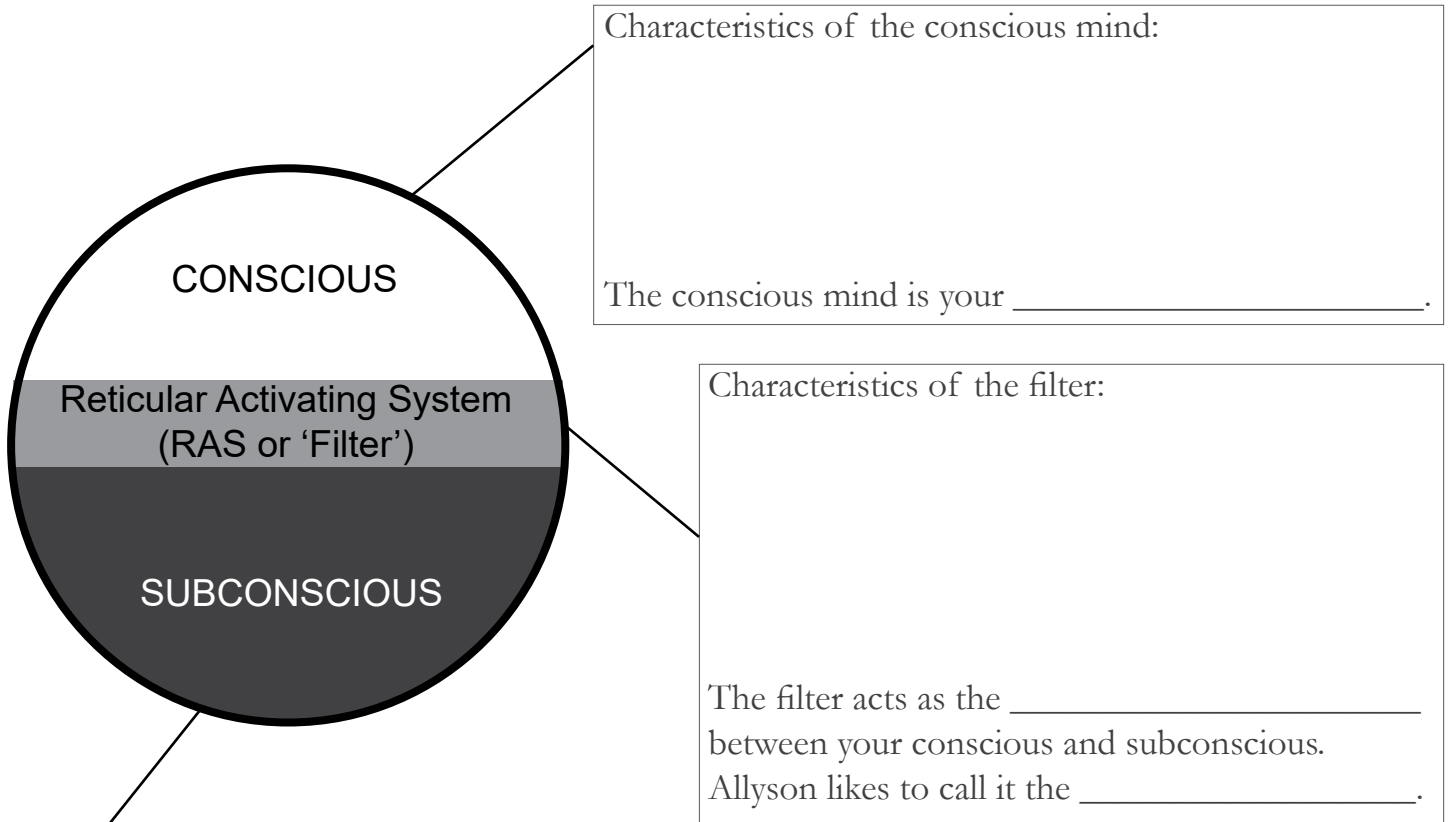 Characteristics of the conscious mind:
The conscious mind is your ______________________.
CONSCIOUS
Reticular Activating System
(RAS or ‘Filter’)
SUBCONSCIOUS
Characteristics of the filter:
The filter acts as the ______________________
between your conscious and subconscious.
Allyson likes to call it the __________________.